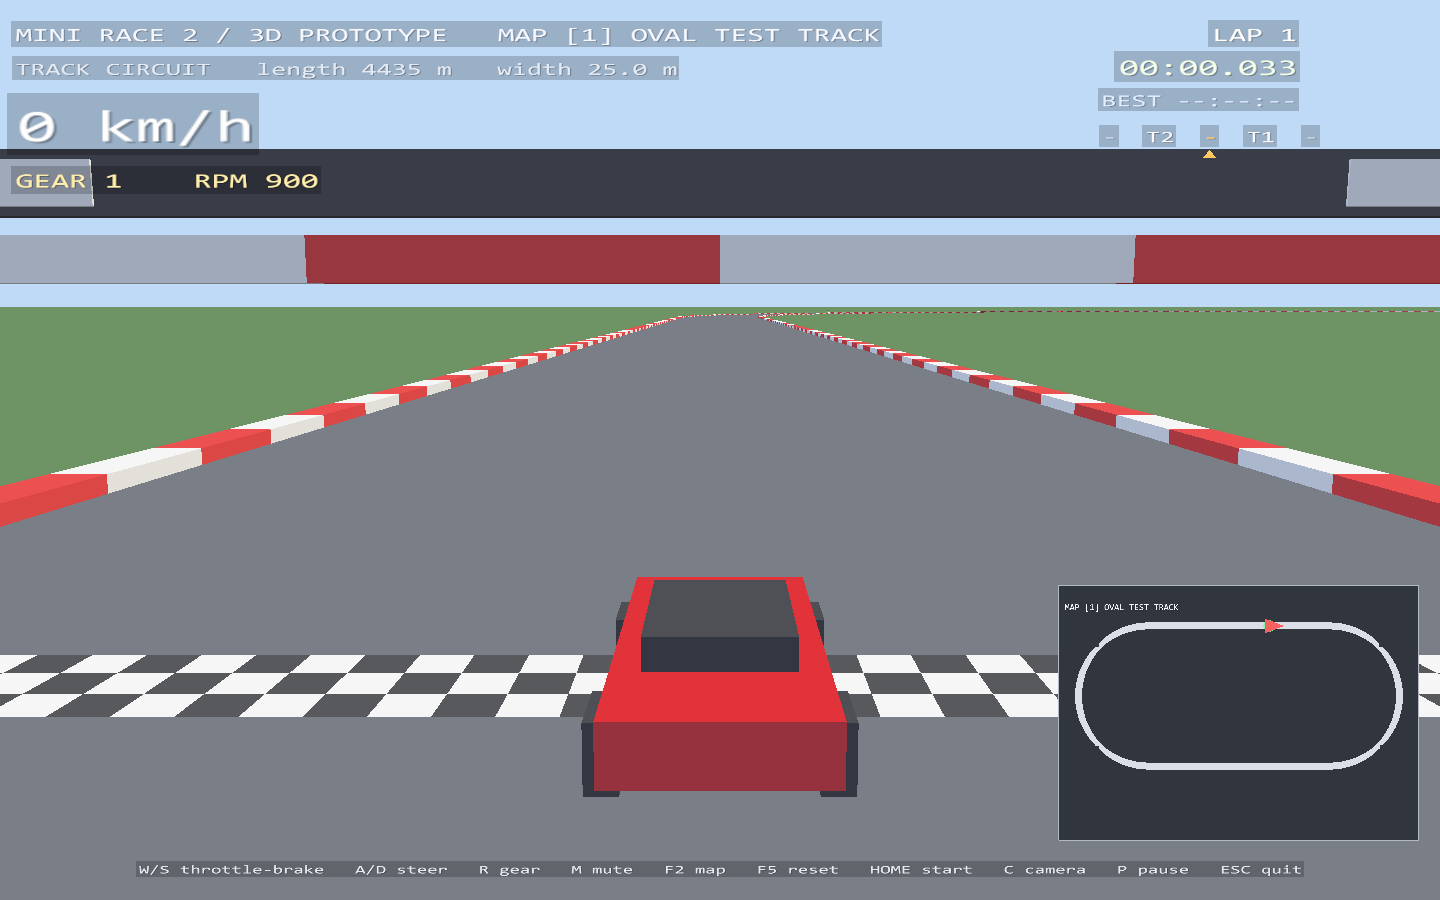 MINI RACE 2 / 3D PROTOTYPE MAP [1] OVAL TEST TRACK
TRACK CIRCUIT length 4435 m width 25.0 m
0 km/h
GEAR 1 RPM 900
LAP 1
00:00.033
BEST --:--:--
- T2 - T1 -
MAP [1] OVAL TEST TRACK
W/S throttle-brake A/D steer R gear M mute F2 map F5 reset HOME start C camera P pause ESC quit